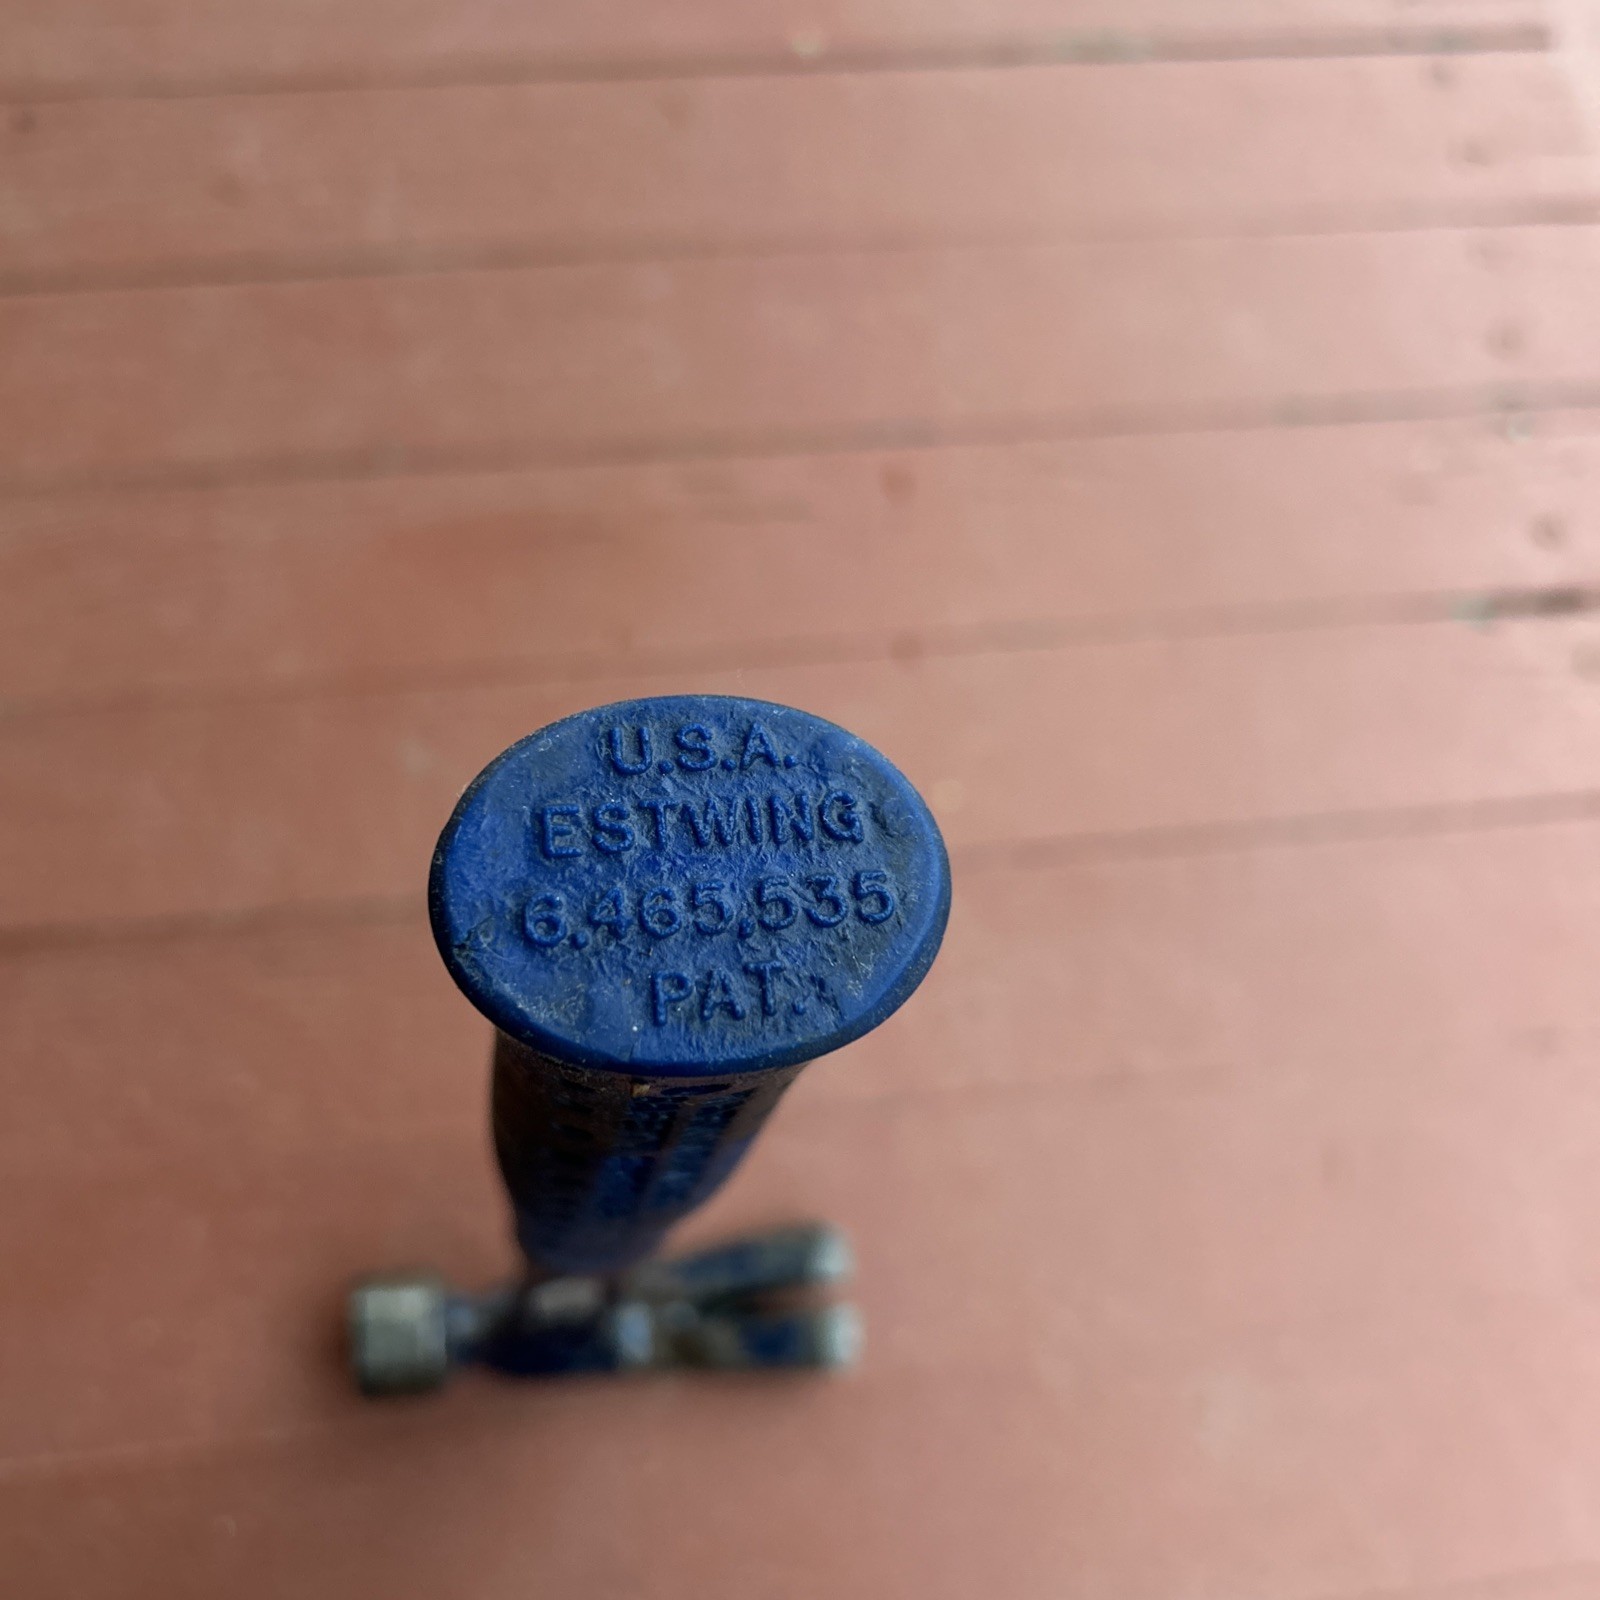 U.S.A.
ESTWING
6,465,535
PAT.